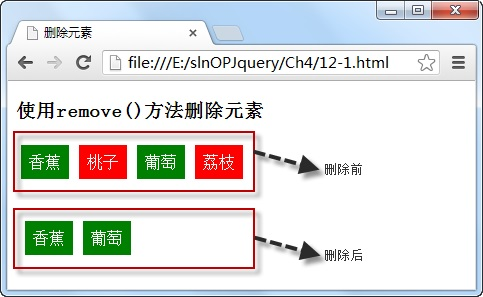 删除元素
file:///E:/slnOPJquery/Ch4/12-1.html
使用remove()方法删除元素
香蕉 桃子 葡萄 荔枝
删除前
香蕉 葡萄
删除后